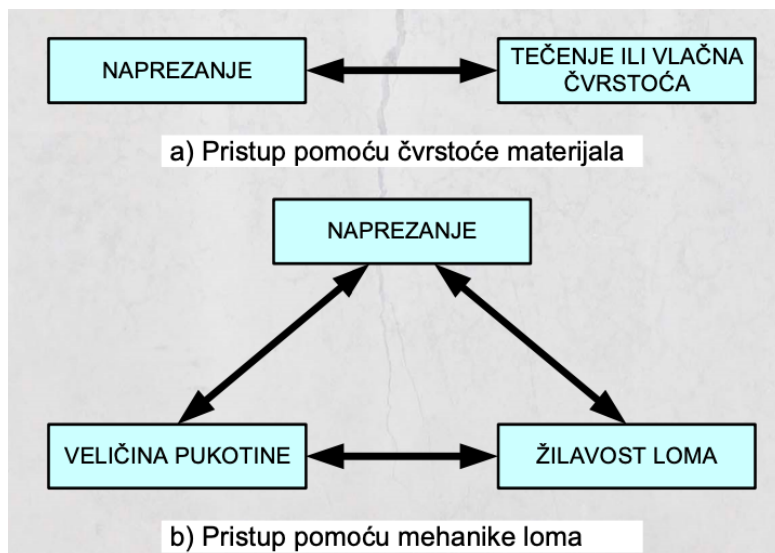 NAPREZANJE
TEČENJE ILI VLAČNA
ČVRSTOĆA
a) Pristup pomoću čvrstoće materijala
NAPREZANJE
VELIČINA PUKOTINE
ŽILAVOST LOMA
b) Pristup pomoću mehanike loma